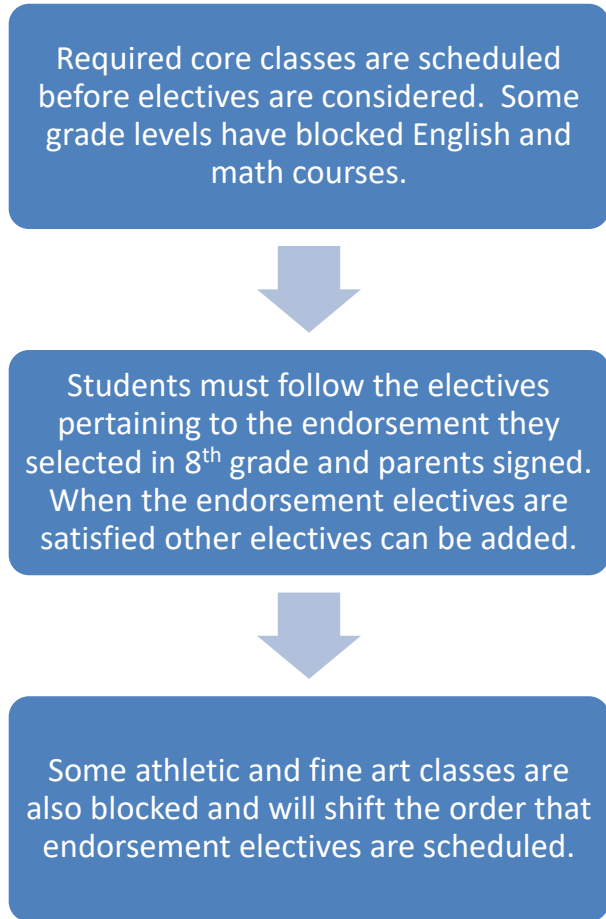 Required core classes are scheduled
before electives are considered.  Some
grade levels have blocked English and
math courses.
Students must follow the electives
pertaining to the endorsement they
selected in 8th grade and parents signed.
When the endorsement electives are
satisfied other electives can be added.
Some athletic and fine art classes are
also blocked and will shift the order that
endorsement electives are scheduled.